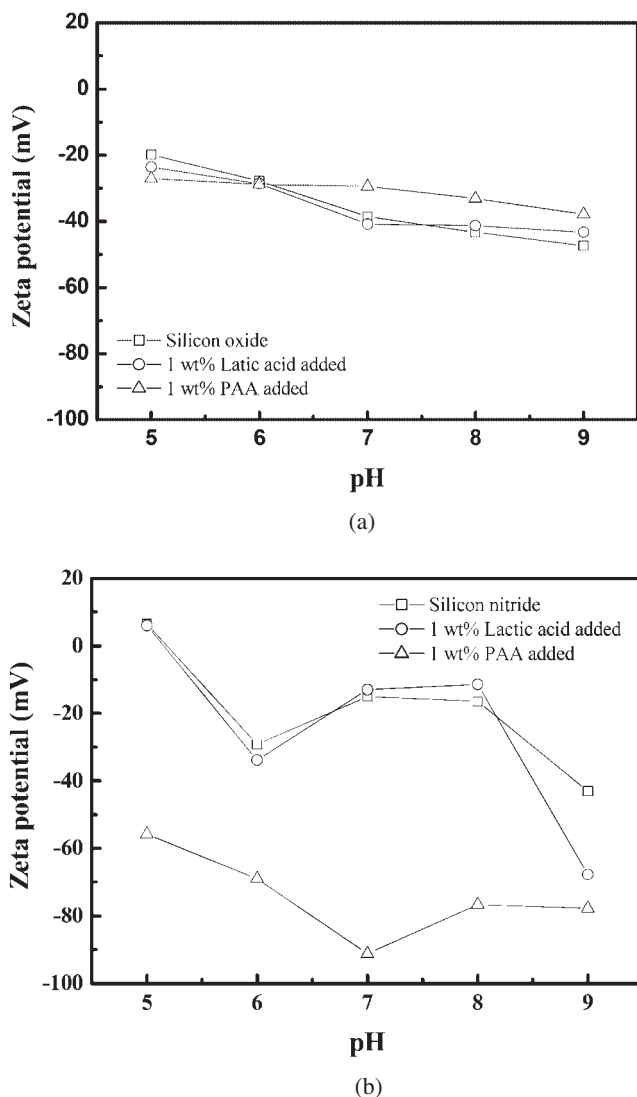 20
0
-20
-40
-60
-80
-100
Zeta potential (mV)
Silicon oxide
1 wt% Latic acid added
1 wt% PAA added
5 6 7 8 9
pH
(a)
20
0
-20
-40
-60
-80
-100
Zeta potential (mV)
Silicon nitride
1 wt% Lactic acid added
1 wt% PAA added
5 6 7 8 9
pH
(b)